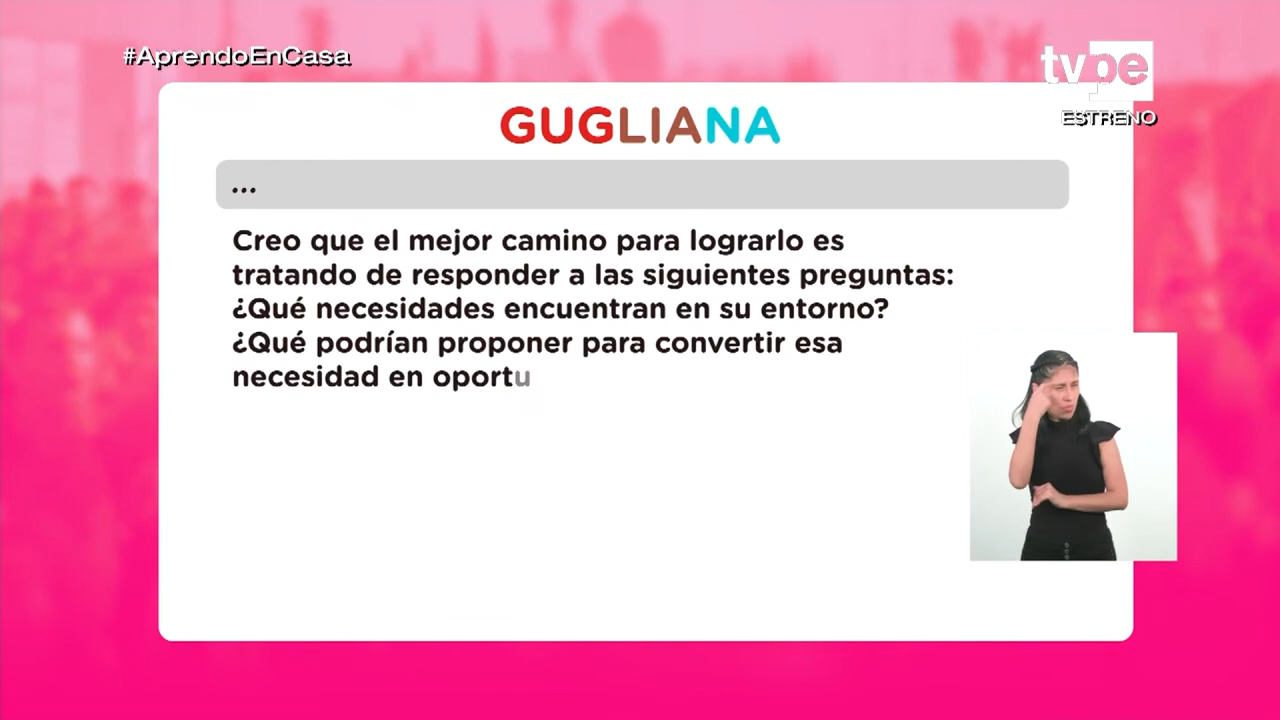 #AprendoEnCasa
tvpe
ESTRENO
GUGLIANA
...
Creo que el mejor camino para lograrlo es
tratando de responder a las siguientes preguntas:
¿Qué necesidades encuentran en su entorno?
¿Qué podrían proponer para convertir esa
necesidad en oportu